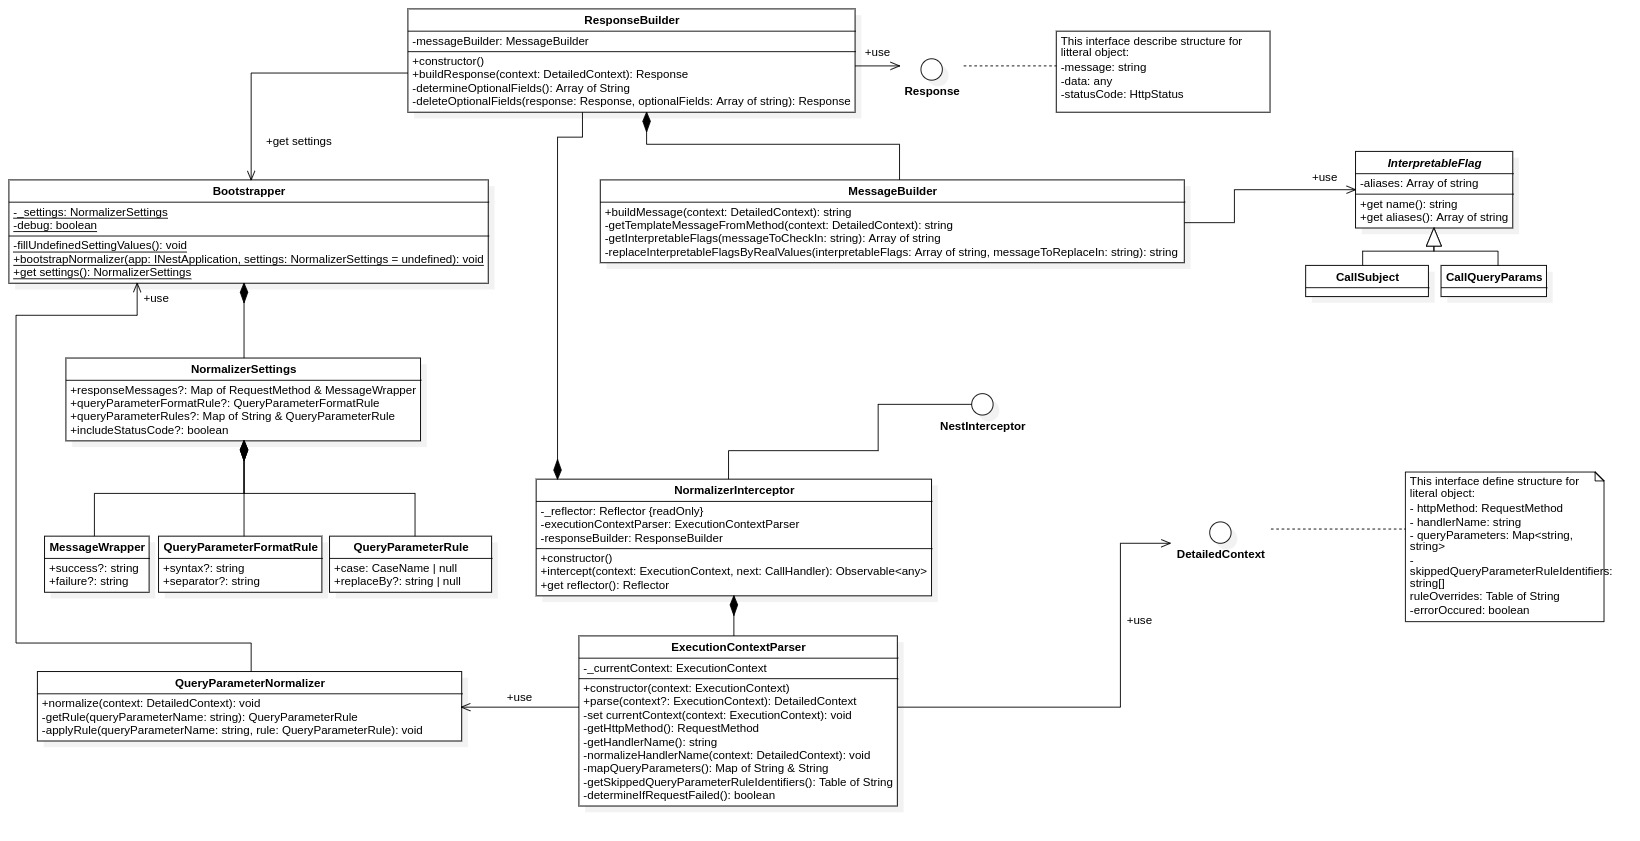 ResponseBuilder
-messageBuilder: MessageBuilder
+constructor()
+buildResponse(context: DetailedContext): Response
-determineOptionalFields(): Array of String
-deleteOptionalFields(response: Response, optionalFields: Array of string): Response
+use
Response
This interface describe structure for
litteral object:
-message: string
-data: any
-statusCode: HttpStatus
+get settings
Bootstrapper
-_settings: NormalizerSettings
-debug: boolean
-fillUndefinedSettingValues(): void
+bootstrapNormalizer(app: INestApplication, settings: NormalizerSettings = undefined): void
+get settings(): NormalizerSettings
MessageBuilder
+buildMessage(context: DetailedContext): string
-getTemplateMessageFromMethod(context: DetailedContext): string
-getInterpretableFlags(messageToCheckIn: string): Array of string
-replaceInterpretableFlagsByRealValues(interpretableFlags: Array of string, messageToReplaceIn: string): string
+use
InterpretableFlag
-aliases: Array of string
+get name(): string
+get aliases(): Array of string
CallSubject
CallQueryParams
+use
NormalizerSettings
+responseMessages?: Map of RequestMethod & MessageWrapper
+queryParameterFormatRule?: QueryParameterFormatRule
+queryParameterRules?: Map of String & QueryParameterRule
+includeStatusCode?: boolean
NestInterceptor
MessageWrapper
+success?: string
+failure?: string
QueryParameterFormatRule
+syntax?: string
+separator?: string
QueryParameterRule
+case: CaseName | null
+replaceBy?: string | null
NormalizerInterceptor
-_reflector: Reflector {readOnly}
-executionContextParser: ExecutionContextParser
-responseBuilder: ResponseBuilder
+constructor()
+intercept(context: ExecutionContext, next: CallHandler): Observable<any>
+get reflector(): Reflector
DetailedContext
This interface define structure for
literal object:
- httpMethod: RequestMethod
- handlerName: string
- queryParameters: Map<string,
string>
-
skippedQueryParameterRuleIdentifiers:
string[]
ruleOverrides: Table of String
-errorOccured: boolean
+use
QueryParameterNormalizer
+normalize(context: DetailedContext): void
-getRule(queryParameterName: string): QueryParameterRule
-applyRule(queryParameterName: string, rule: QueryParameterRule): void
+use
ExecutionContextParser
-_currentContext: ExecutionContext
+constructor(context: ExecutionContext)
+parse(context?: ExecutionContext): DetailedContext
-set currentContext(context: ExecutionContext): void
-getHttpMethod(): RequestMethod
-getHandlerName(): string
-normalizeHandlerName(context: DetailedContext): void
-mapQueryParameters(): Map of String & String
-getSkippedQueryParameterRuleIdentifiers(): Table of String
-determineIfRequestFailed(): boolean